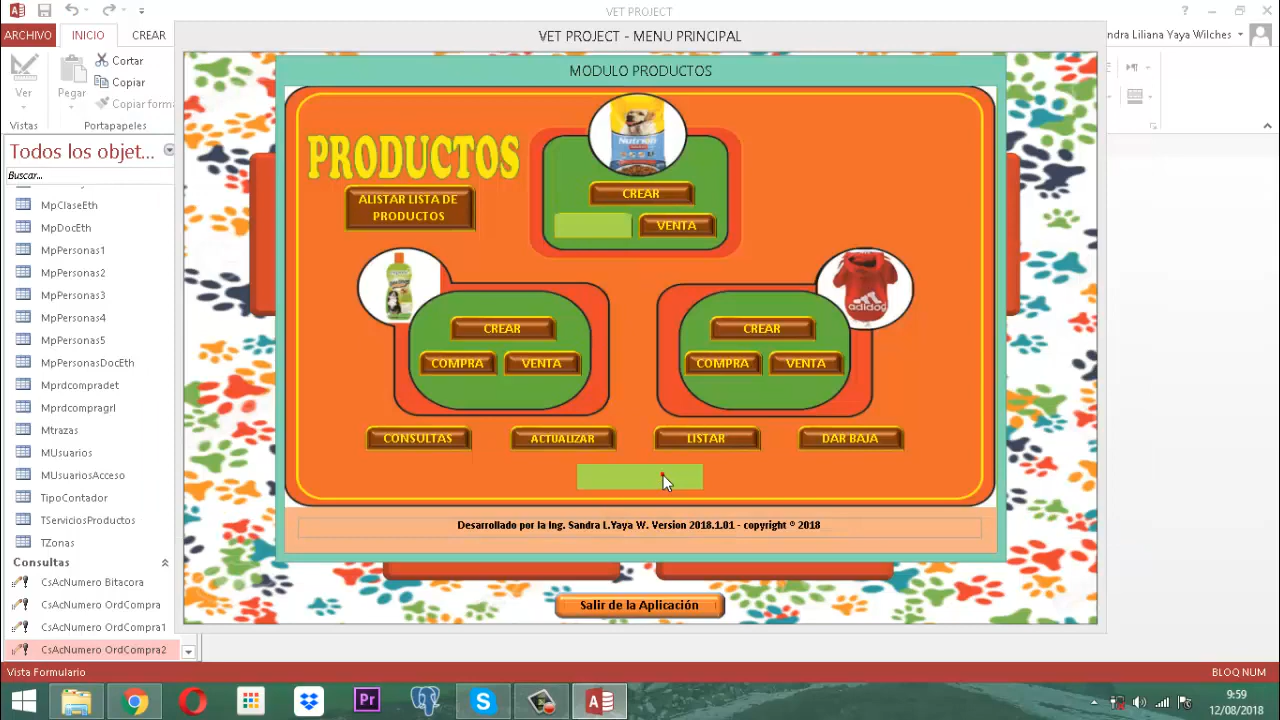 VET PROJECT
ARCHIVO
INICIO
CREAR
VET PROJECT - MENU PRINCIPAL
ndra Liliana Yaya Wilches
Ver
Pegar
Cortar
Copiar
Copiar forma
Vistas
Portapapeles
Todos los objet...
Buscar...
MpClaseEth
MpDocEth
MpPersonas1
MpPersonas2
MpPersonas3
MpPersonas4
MpPersonas5
MpPersonasDocEth
Mprdcompradet
Mprdcompragrl
Mtrazas
MUsuarios
MUsuariosAcceso
TipoContador
TServiciosProductos
TZonas
Consultas
CsAcNumero Bitacora
CsAcNumero OrdCompra
CsAcNumero OrdCompra1
CsAcNumero OrdCompra2
MODULO PRODUCTOS
PRODUCTOS
ALISTAR LISTA DE
PRODUCTOS
CREAR
VENTA
CREAR
COMPRA
VENTA
adidog
CREAR
COMPRA
VENTA
CONSULTAS
ACTUALIZAR
LISTAR
DAR BAJA
Desarrollado por la Ing. Sandra L.Yaya W. Version 2018.1.01 - copyright ® 2018
Salir de la Aplicación
Vista Formulario
BLOQ NUM
Pr
9:59
12/08/2018